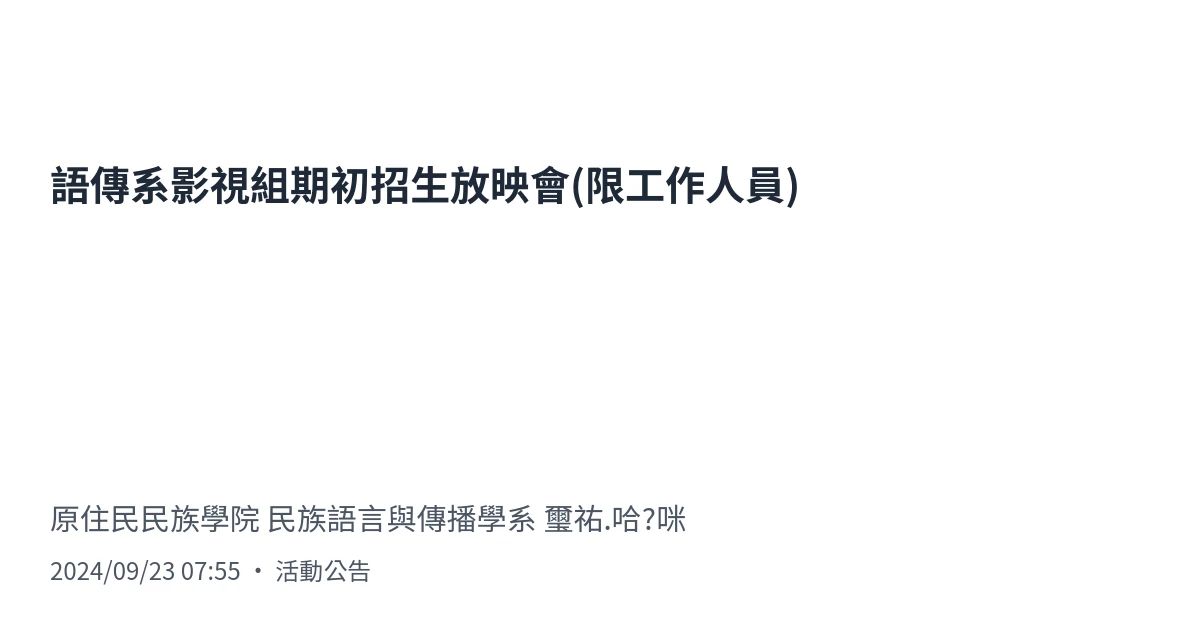 語傳系影視組期初招生放映會(限工作人員)
原住民民族學院 民族語言與傳播學系 璽祐.哈?咪
2024/09/23 07:55 • 活動公告